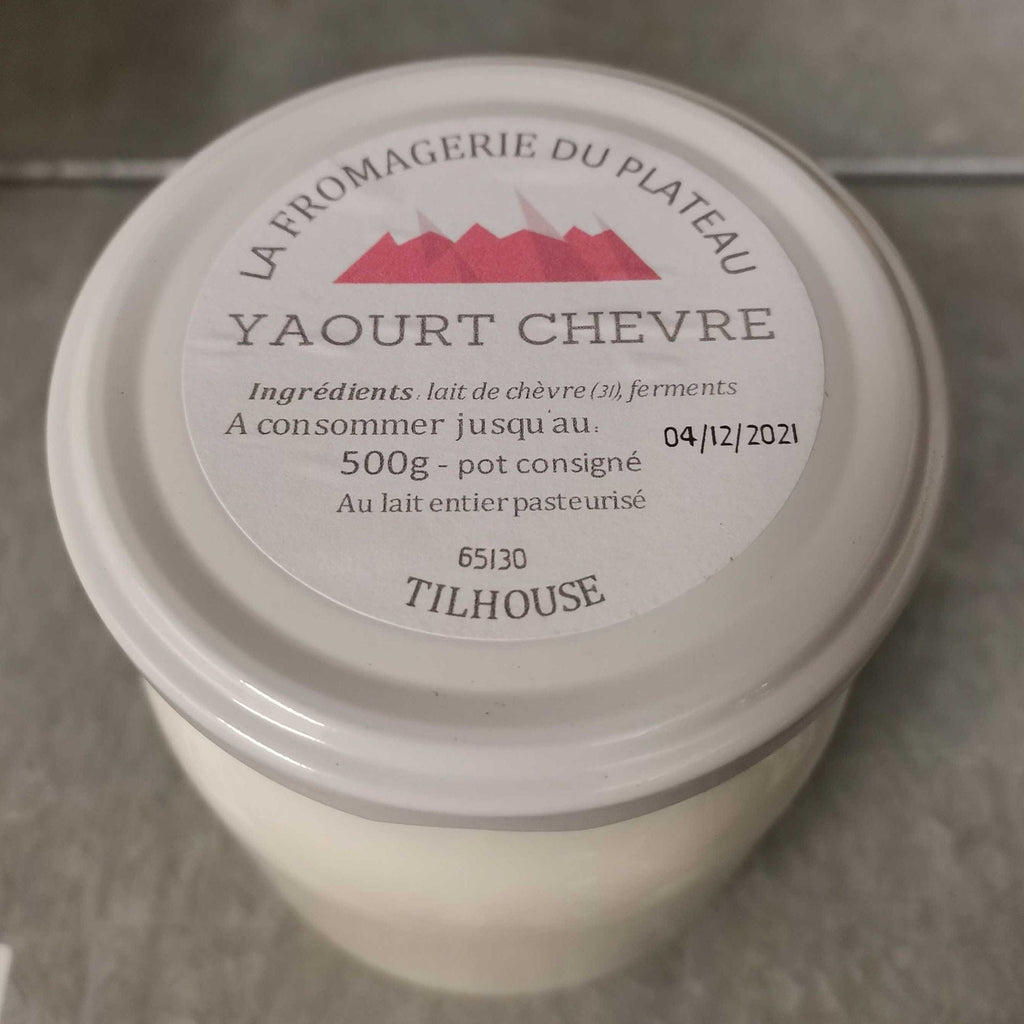 LA FROMAGERIE DU PLATEAU
YAOURT CHEVRE
Ingrédients : lait de chèvre (31), ferments
A consommer jusqu'au : 04/12/2021
500g - pot consigné
Au lait entier pasteurisé
65130
TILHOUSE